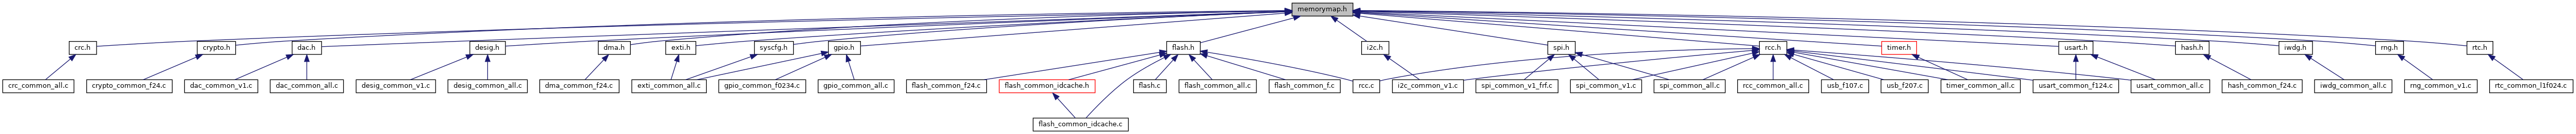 memorymap.h
crc.h crypto.h dac.h desig.h dma.h exti.h syscfg.h gpio.h flash.h i2c.h spi.h rcc.h timer.h usart.h hash.h iwdg.h rng.h rtc.h
crc_common_all.c crypto_common_f24.c dac_common_v1.c dac_common_all.c desig_common_v1.c desig_common_all.c dma_common_f24.c exti_common_all.c gpio_common_f0234.c gpio_common_all.c flash_common_f24.c flash_common_idcache.h flash.c flash_common_all.c flash_common_f.c rcc.c i2c_common_v1.c spi_common_v1_frf.c spi_common_v1.c spi_common_all.c rcc_common_all.c usb_f107.c usb_f207.c timer_common_all.c usart_common_f124.c usart_common_all.c hash_common_f24.c iwdg_common_all.c rng_common_v1.c rtc_common_l1f024.c
flash_common_idcache.c